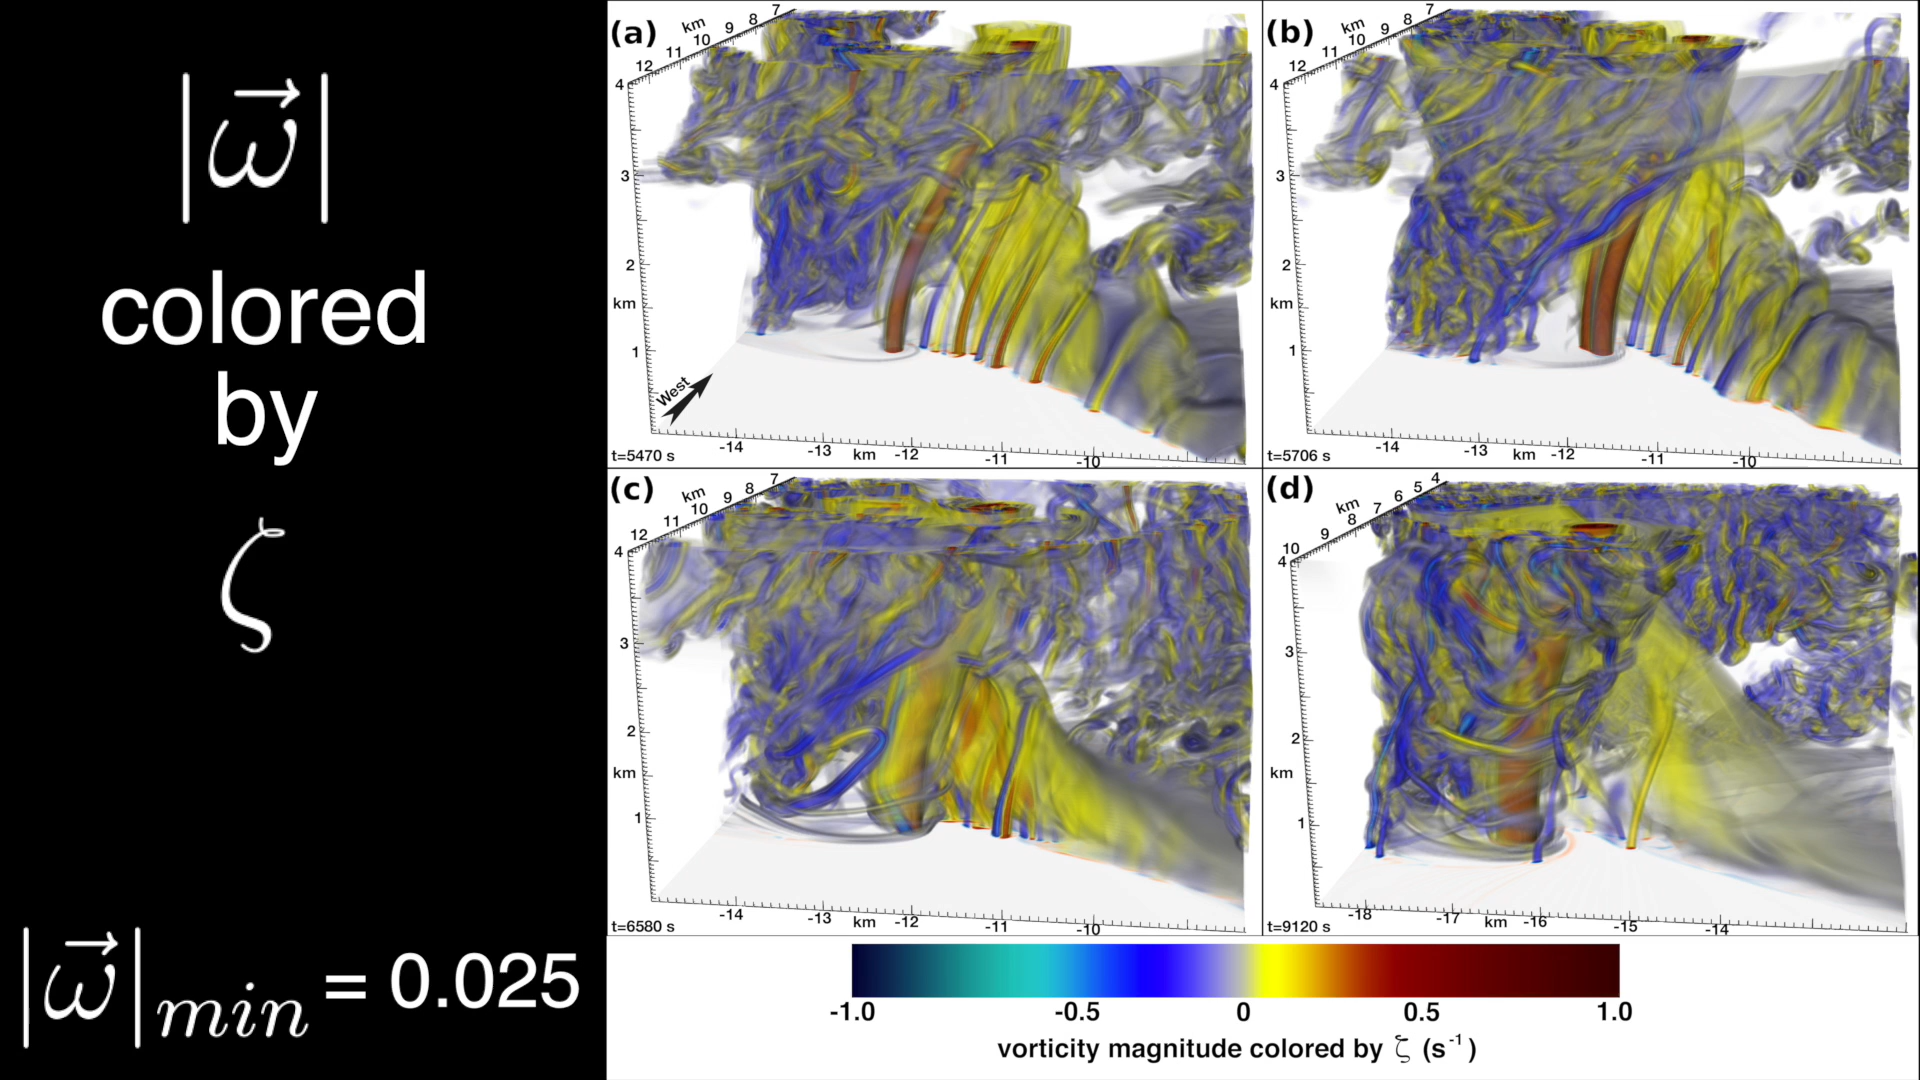 |ω⃗|
colored
by
ζ
|ω⃗|min = 0.025
(a)
km
7
8
9
10
11
12
4
3
2
km
1
West
-14
-13
km
-12
-11
-10
t=5470 s
(b)
km
7
8
9
10
11
12
4
3
2
km
1
-14
-13
km
-12
-11
-10
t=5706 s
(c)
km
7
8
9
10
11
12
4
3
2
km
1
-14
-13
km
-12
-11
-10
t=6580 s
(d)
km
4
5
6
7
8
9
10
4
3
2
km
1
-18
-17
km
-16
-15
-14
t=9120 s
-1.0 -0.5 0 0.5 1.0
vorticity magnitude colored by ζ (s⁻¹)